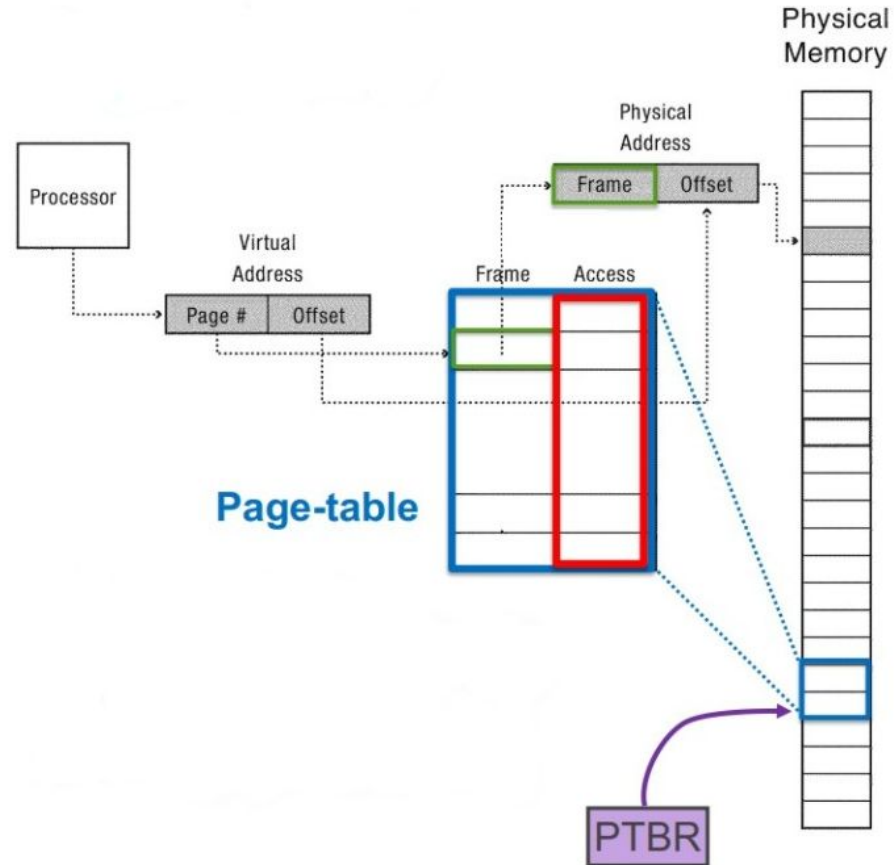 Physical
Memory
Physical
Address
Frame Offset
Processor
Virtual
Address
Page # Offset
Frame Access
Page-table
PTBR